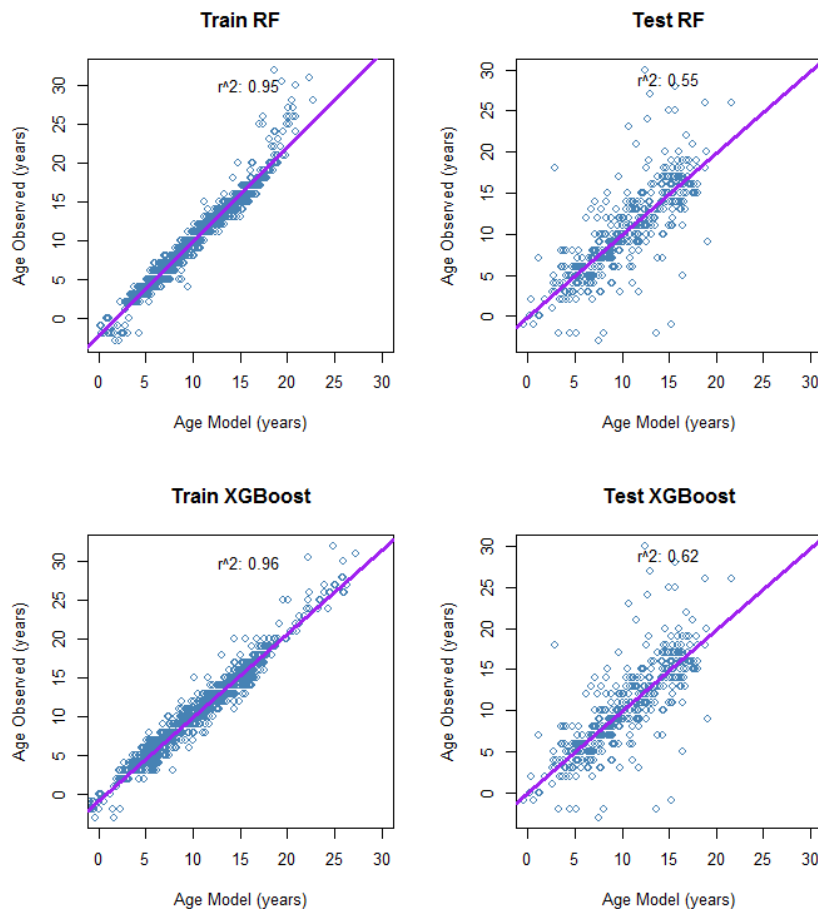 Train RF
r^2: 0.95
Age Observed (years)
0 5 10 15 20 25 30
0 5 10 15 20 25 30
Age Model (years)
Test RF
r^2: 0.55
Age Observed (years)
0 5 10 15 20 25 30
0 5 10 15 20 25 30
Age Model (years)
Train XGBoost
r^2: 0.96
Age Observed (years)
0 5 10 15 20 25 30
0 5 10 15 20 25 30
Age Model (years)
Test XGBoost
r^2: 0.62
Age Observed (years)
0 5 10 15 20 25 30
0 5 10 15 20 25 30
Age Model (years)